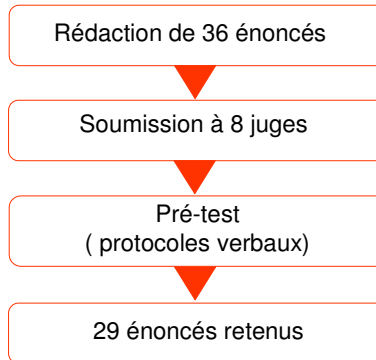 Rédaction de 36 énoncés
Soumission à 8 juges
Pré-test
( protocoles verbaux)
29 énoncés retenus